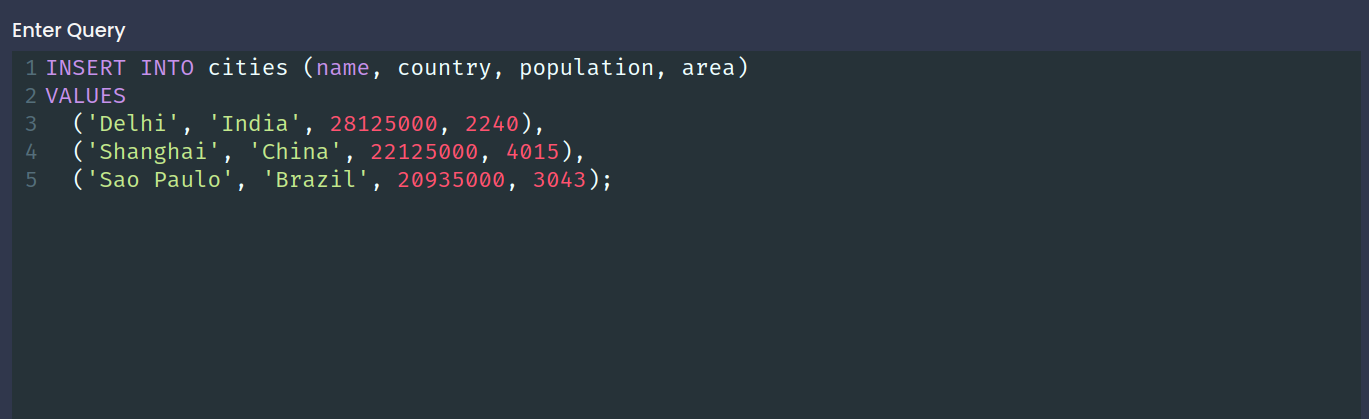 Enter Query
1 INSERT INTO cities (name, country, population, area)
2 VALUES
3   ('Delhi', 'India', 28125000, 2240),
4   ('Shanghai', 'China', 22125000, 4015),
5   ('Sao Paulo', 'Brazil', 20935000, 3043);